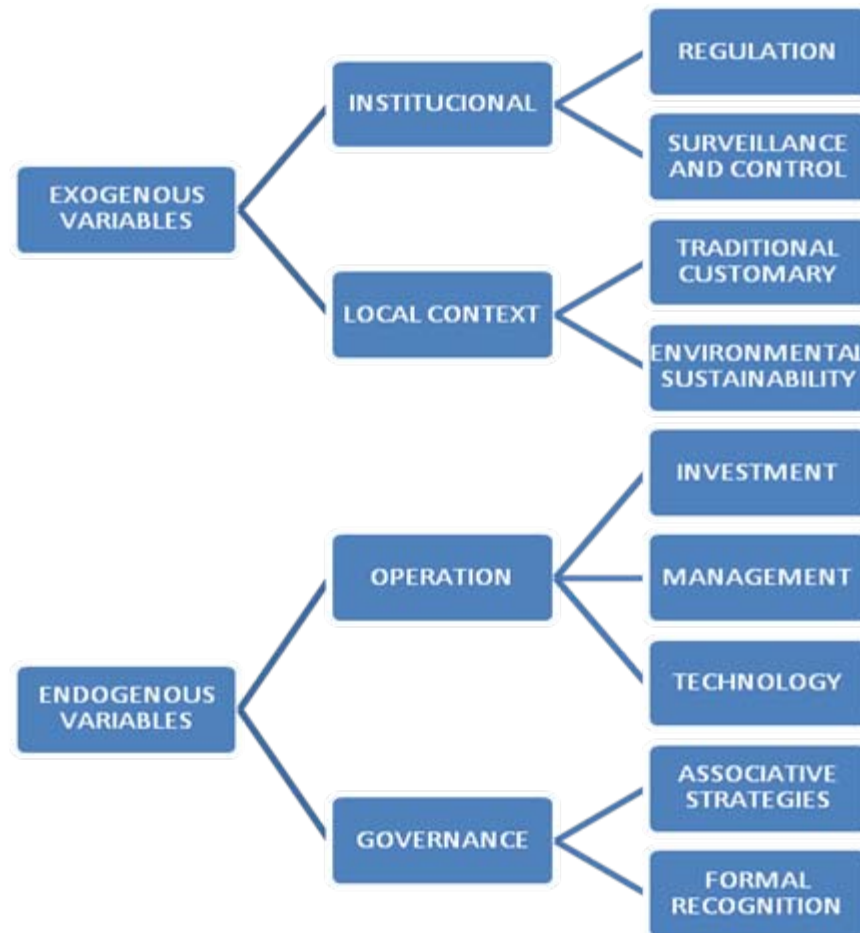 EXOGENOUS
VARIABLES
INSTITUCIONAL
REGULATION
SURVEILLANCE
AND CONTROL
LOCAL CONTEXT
TRADITIONAL
CUSTOMARY
ENVIRONMENTAL
SUSTAINABILITY
ENDOGENOUS
VARIABLES
OPERATION
INVESTMENT
MANAGEMENT
TECHNOLOGY
GOVERNANCE
ASSOCIATIVE
STRATEGIES
FORMAL
RECOGNITION